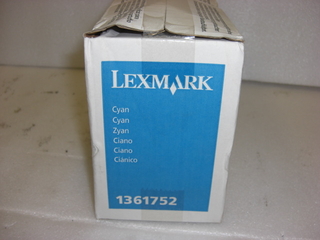 LEXMARK
Cyan
Cyan
Zyan
Ciano
Ciano
Ciánico
1361752